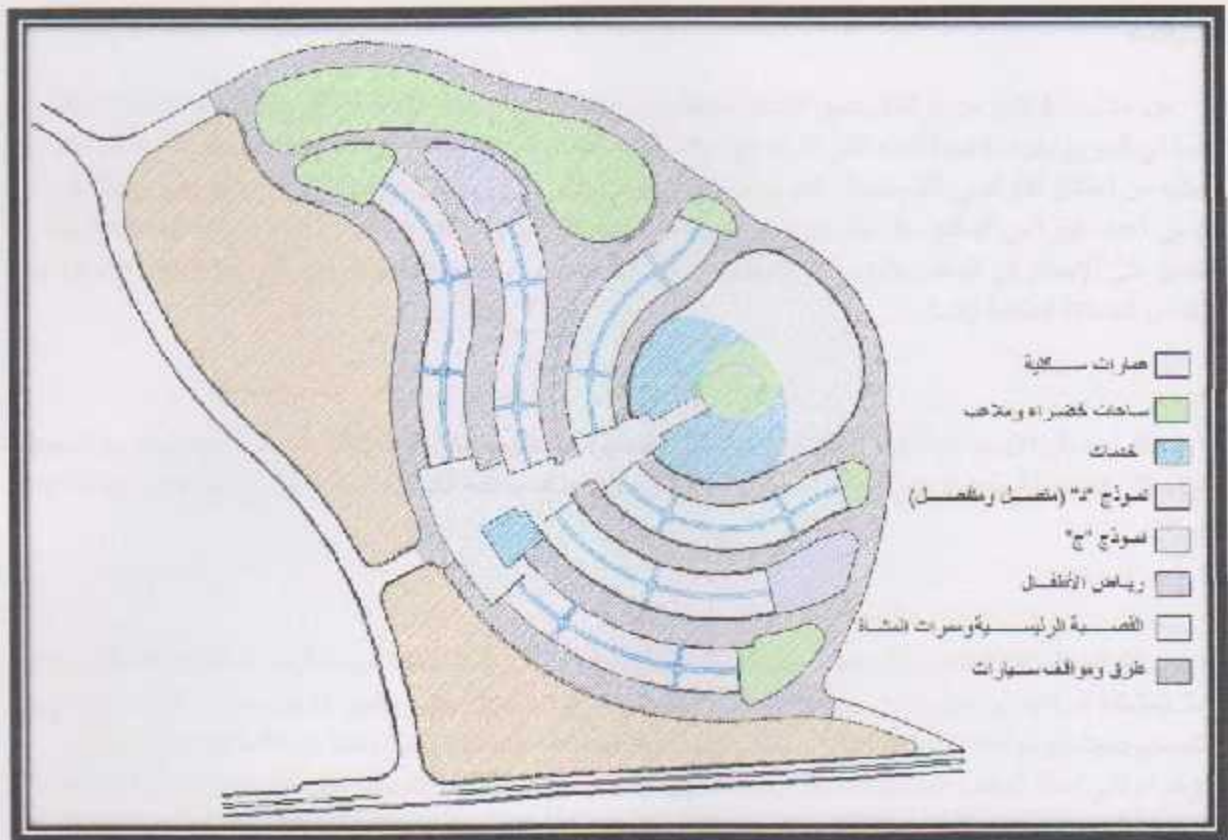 عمارات سكنية
ساحات خضراء وملاعب
خدمات
نموذج "د" (متصل ومنفصل)
نموذج "ج"
رياض الأطفال
القصبة الرئيسية وممرات المشاة
طرق ومواقف سيارات